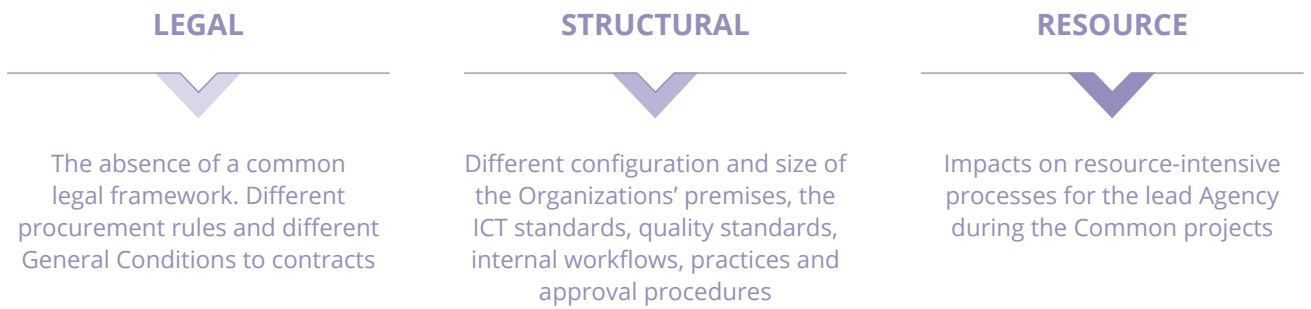 LEGAL
The absence of a common
legal framework. Different
procurement rules and different
General Conditions to contracts
STRUCTURAL
Different configuration and size of
the Organizations’ premises, the
ICT standards, quality standards,
internal workflows, practices and
approval procedures
RESOURCE
Impacts on resource-intensive
processes for the lead Agency
during the Common projects